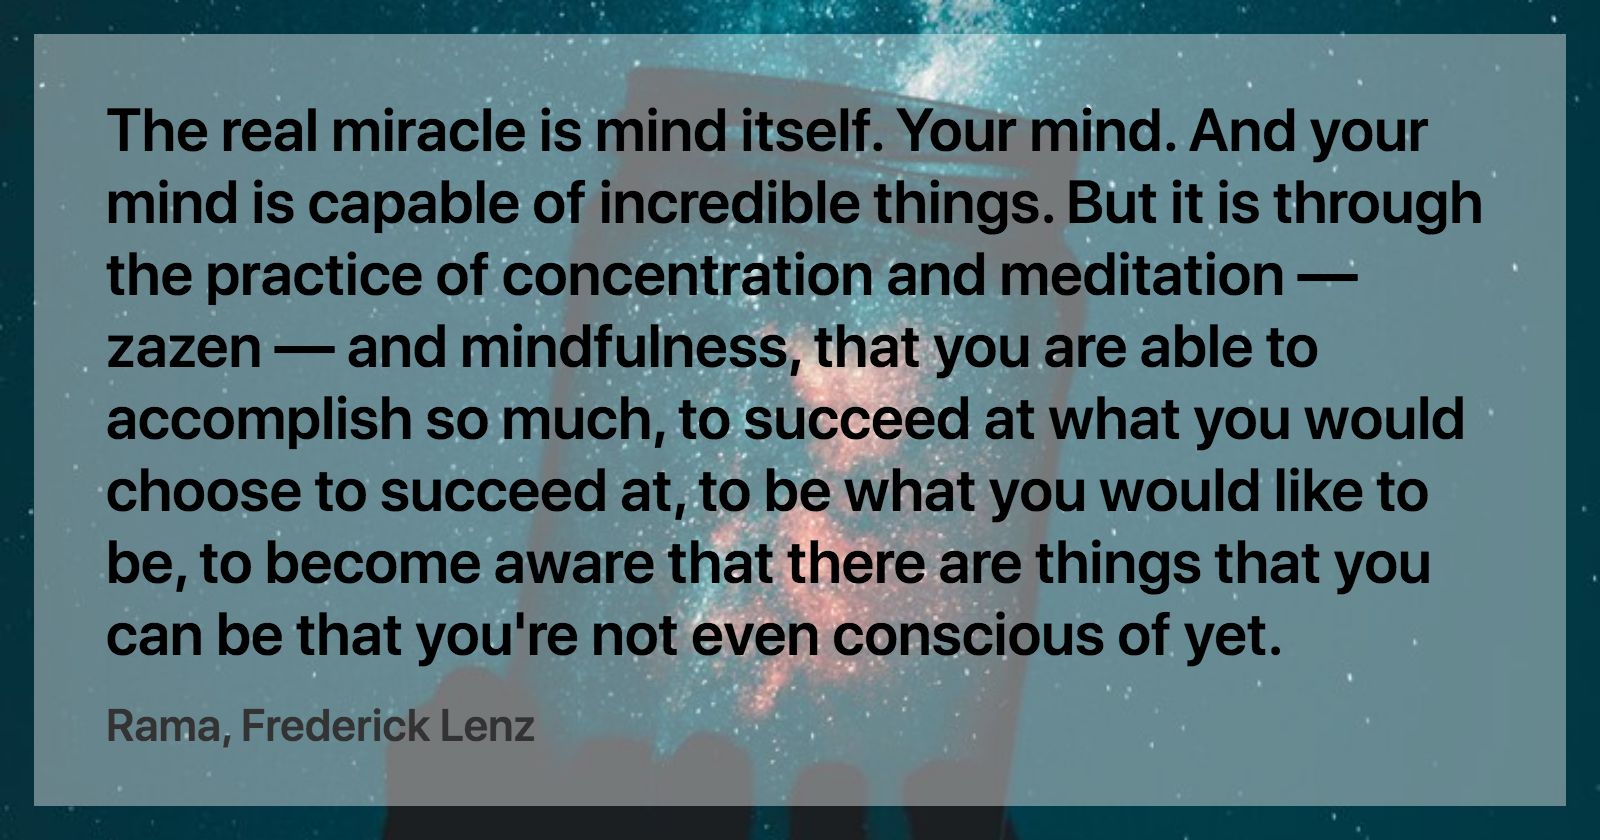 The real miracle is mind itself. Your mind. And your
mind is capable of incredible things. But it is through
the practice of concentration and meditation —
zazen — and mindfulness, that you are able to
accomplish so much, to succeed at what you would
choose to succeed at, to be what you would like to
be, to become aware that there are things that you
can be that you're not even conscious of yet.
Rama, Frederick Lenz